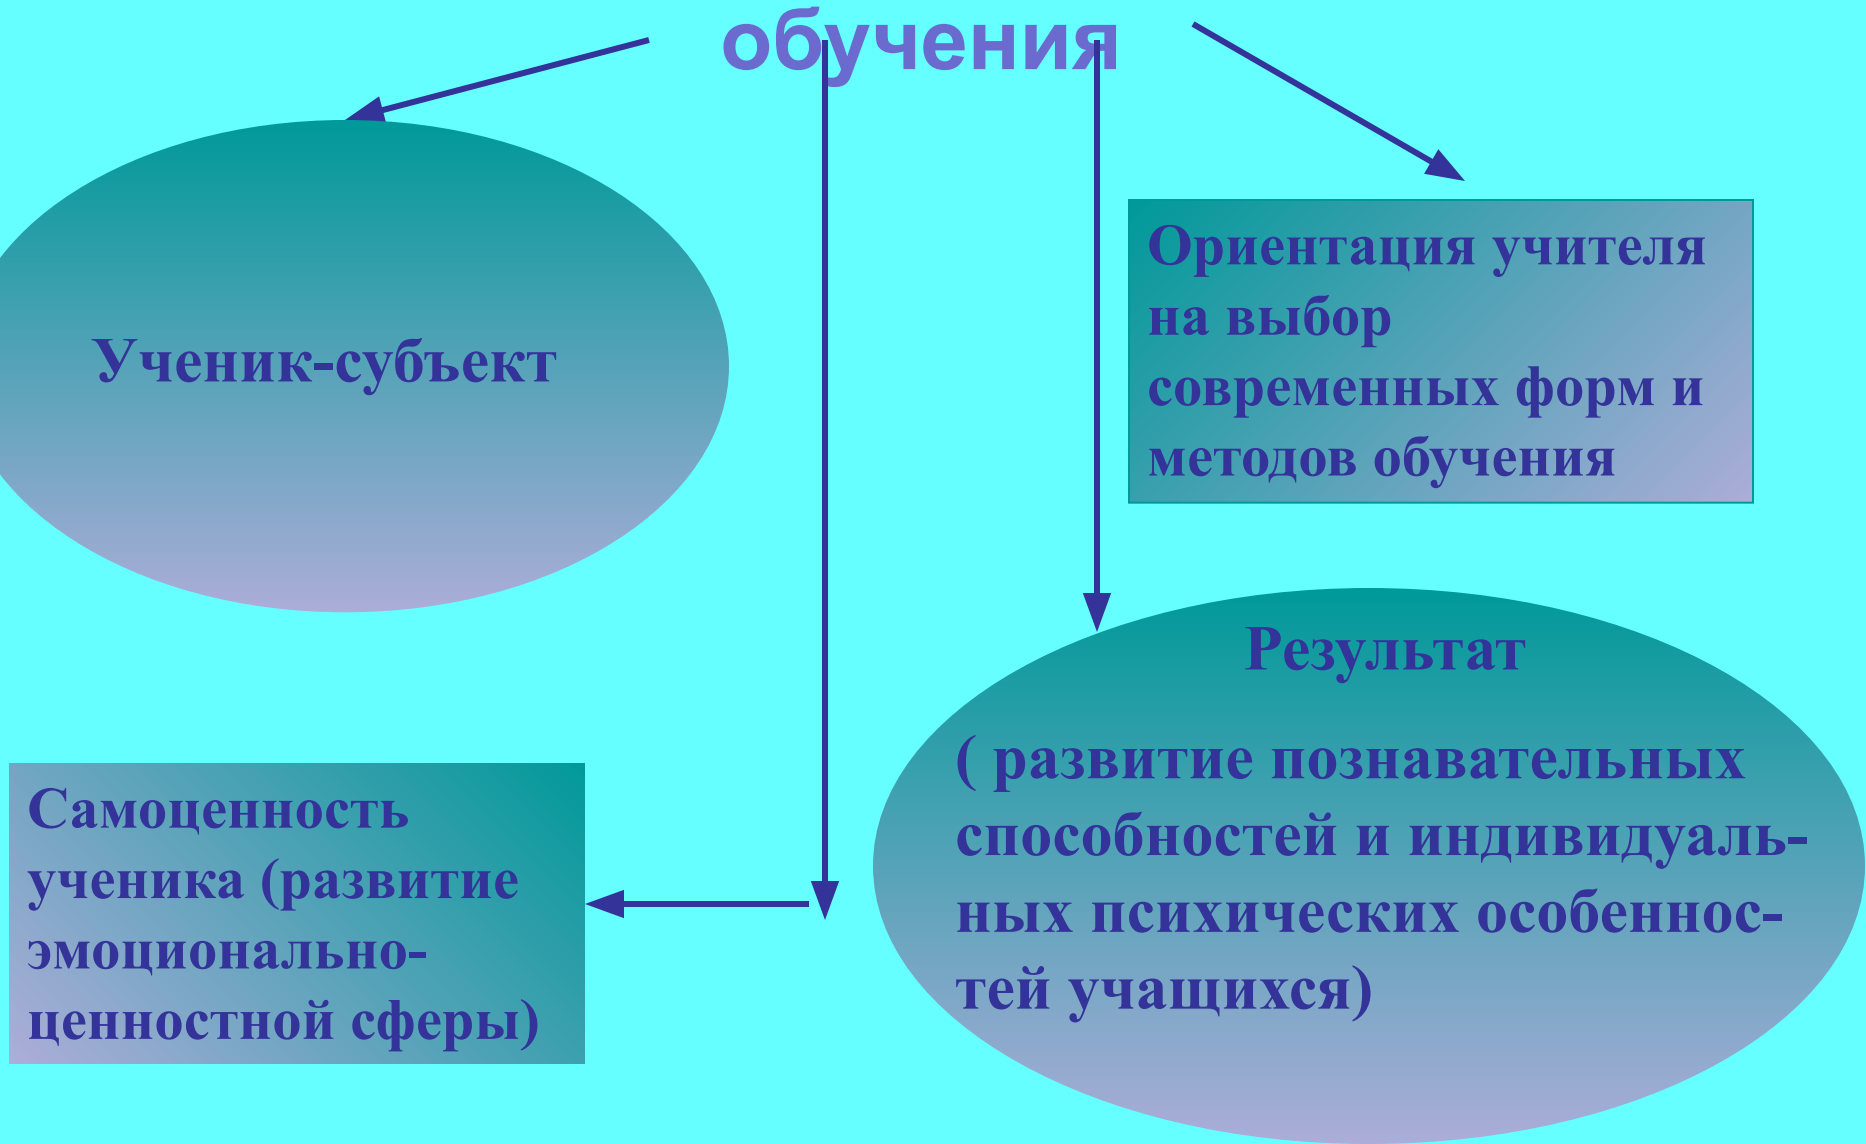 обучения
Ученик-субъект
Ориентация учителя
на выбор
современных форм и
методов обучения
Результат
( развитие познавательных
способностей и индивидуаль-
ных психических особеннос-
тей учащихся)
Самоценность
ученика (развитие
эмоционально-
ценностной сферы)